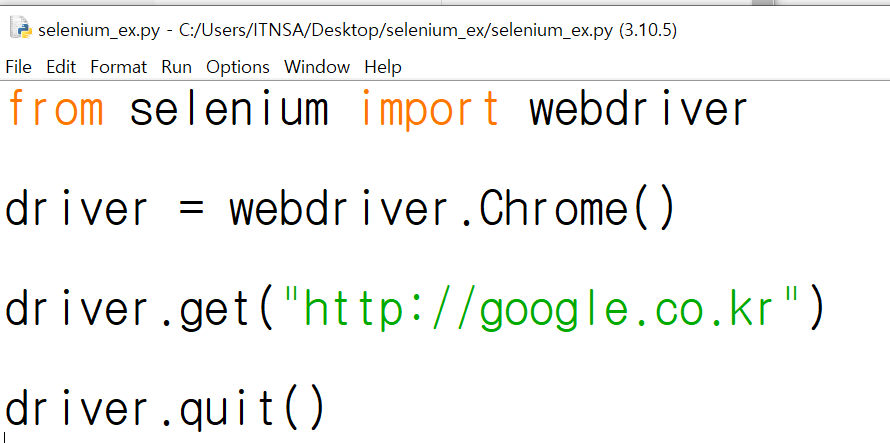 selenium_ex.py - C:/Users/ITNSA/Desktop/selenium_ex/selenium_ex.py (3.10.5)
File Edit Format Run Options Window Help
from selenium import webdriver
driver = webdriver.Chrome()
driver.get("http://google.co.kr")
driver.quit()